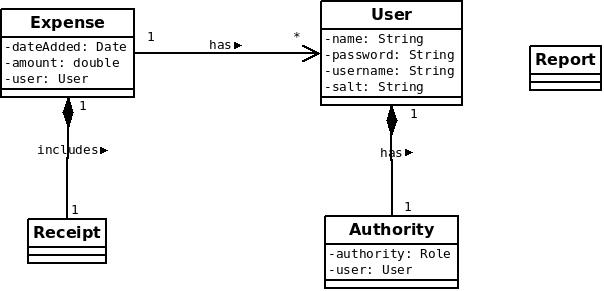 Expense
-dateAdded: Date
-amount: double
-user: User
1
has▶
*
User
-name: String
-password: String
-username: String
-salt: String
Report
1
includes▶
1
Receipt
1
has▶
1
Authority
-authority: Role
-user: User